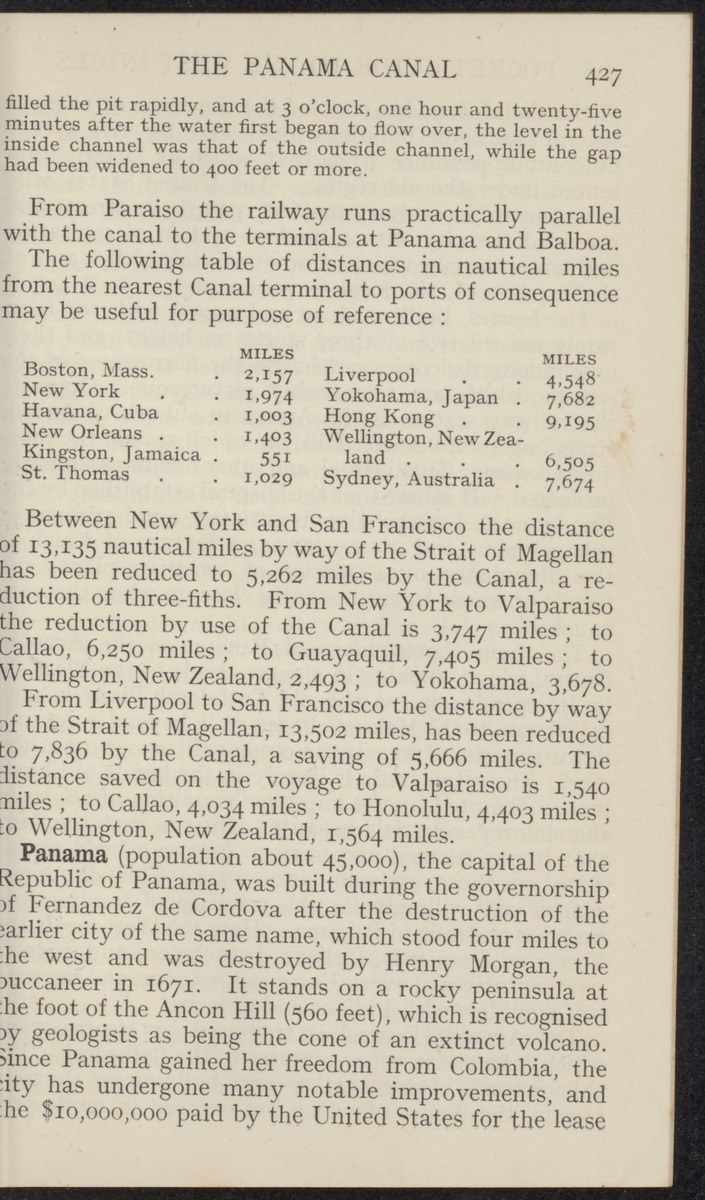 THE PANAMA CANAL 427
filled the pit rapidly, and at 3 o'clock, one hour and twenty-five
minutes after the water first began to flow over, the level in the
inside channel was that of the outside channel, while the gap
had been widened to 400 feet or more.
From Paraiso the railway runs practically parallel
with the canal to the terminals at Panama and Balboa.
The following table of distances in nautical miles
from the nearest Canal terminal to ports of consequence
may be useful for purpose of reference :
MILES
Boston, Mass. . 2,157
New York . . 1,974
Havana, Cuba . 1,003
New Orleans . . 1,403
Kingston, Jamaica . 551
St. Thomas . . 1,029
MILES
Liverpool . . 4,548
Yokohama, Japan . 7,682
Hong Kong . . 9,195
Wellington, New Zea-
land . . . 6,505
Sydney, Australia . 7,674
Between New York and San Francisco the distance
of 13,135 nautical miles by way of the Strait of Magellan
has been reduced to 5,262 miles by the Canal, a re-
duction of three-fiths. From New York to Valparaiso
the reduction by use of the Canal is 3,747 miles ; to
Callao, 6,250 miles ; to Guayaquil, 7,405 miles ; to
Wellington, New Zealand, 2,493 ; to Yokohama, 3,678.
From Liverpool to San Francisco the distance by way
of the Strait of Magellan, 13,502 miles, has been reduced
to 7,836 by the Canal, a saving of 5,666 miles. The
distance saved on the voyage to Valparaiso is 1,540
miles ; to Callao, 4,034 miles ; to Honolulu, 4,403 miles ;
to Wellington, New Zealand, 1,564 miles.
Panama (population about 45,000), the capital of the
Republic of Panama, was built during the governorship
of Fernandez de Cordova after the destruction of the
earlier city of the same name, which stood four miles to
the west and was destroyed by Henry Morgan, the
buccaneer in 1671. It stands on a rocky peninsula at
the foot of the Ancon Hill (560 feet), which is recognised
by geologists as being the cone of an extinct volcano.
Since Panama gained her freedom from Colombia, the
city has undergone many notable improvements, and
the $10,000,000 paid by the United States for the lease